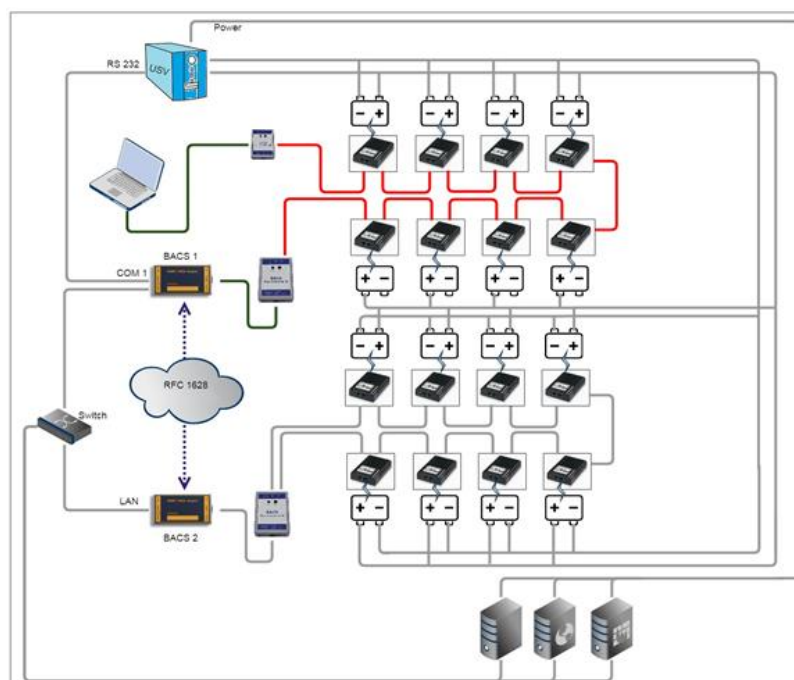 Power
RS 232
USV
BACS 1
COM 1
RFC 1628
Switch
LAN
BACS 2